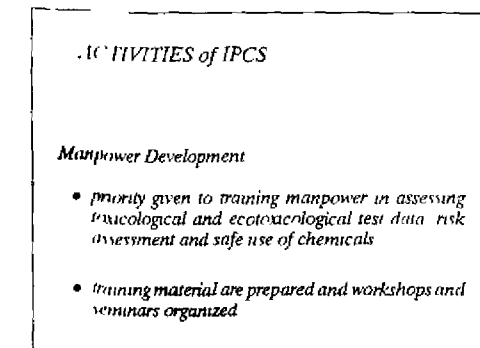 ACTIVITIES of IPCS
Manpower Development
• priority given to training manpower in assessing
toxicological and ecotoxicological test data risk
assessment and safe use of chemicals
• training material are prepared and workshops and
seminars organized